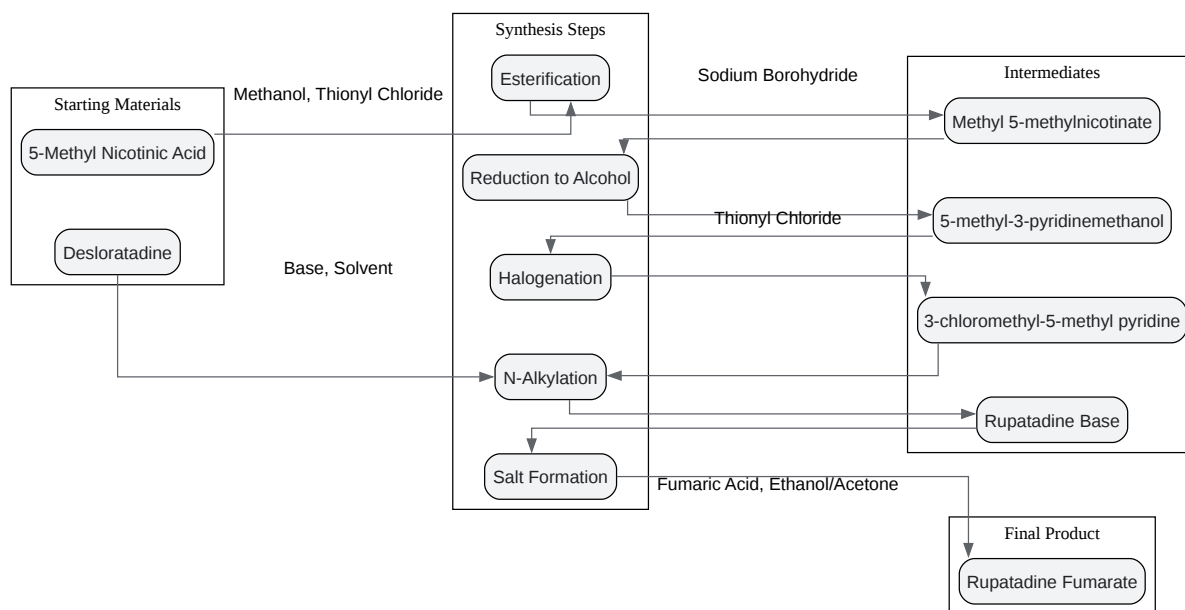 Synthesis Steps
Esterification
Sodium Borohydride
Intermediates
Starting Materials
Methanol, Thionyl Chloride
Methyl 5-methylnicotinate
5-Methyl Nicotinic Acid
Reduction to Alcohol
Thionyl Chloride
5-methyl-3-pyridinemethanol
Desloratadine
Base, Solvent
Halogenation
3-chloromethyl-5-methyl pyridine
N-Alkylation
Rupatadine Base
Salt Formation
Fumaric Acid, Ethanol/Acetone
Final Product
Rupatadine Fumarate